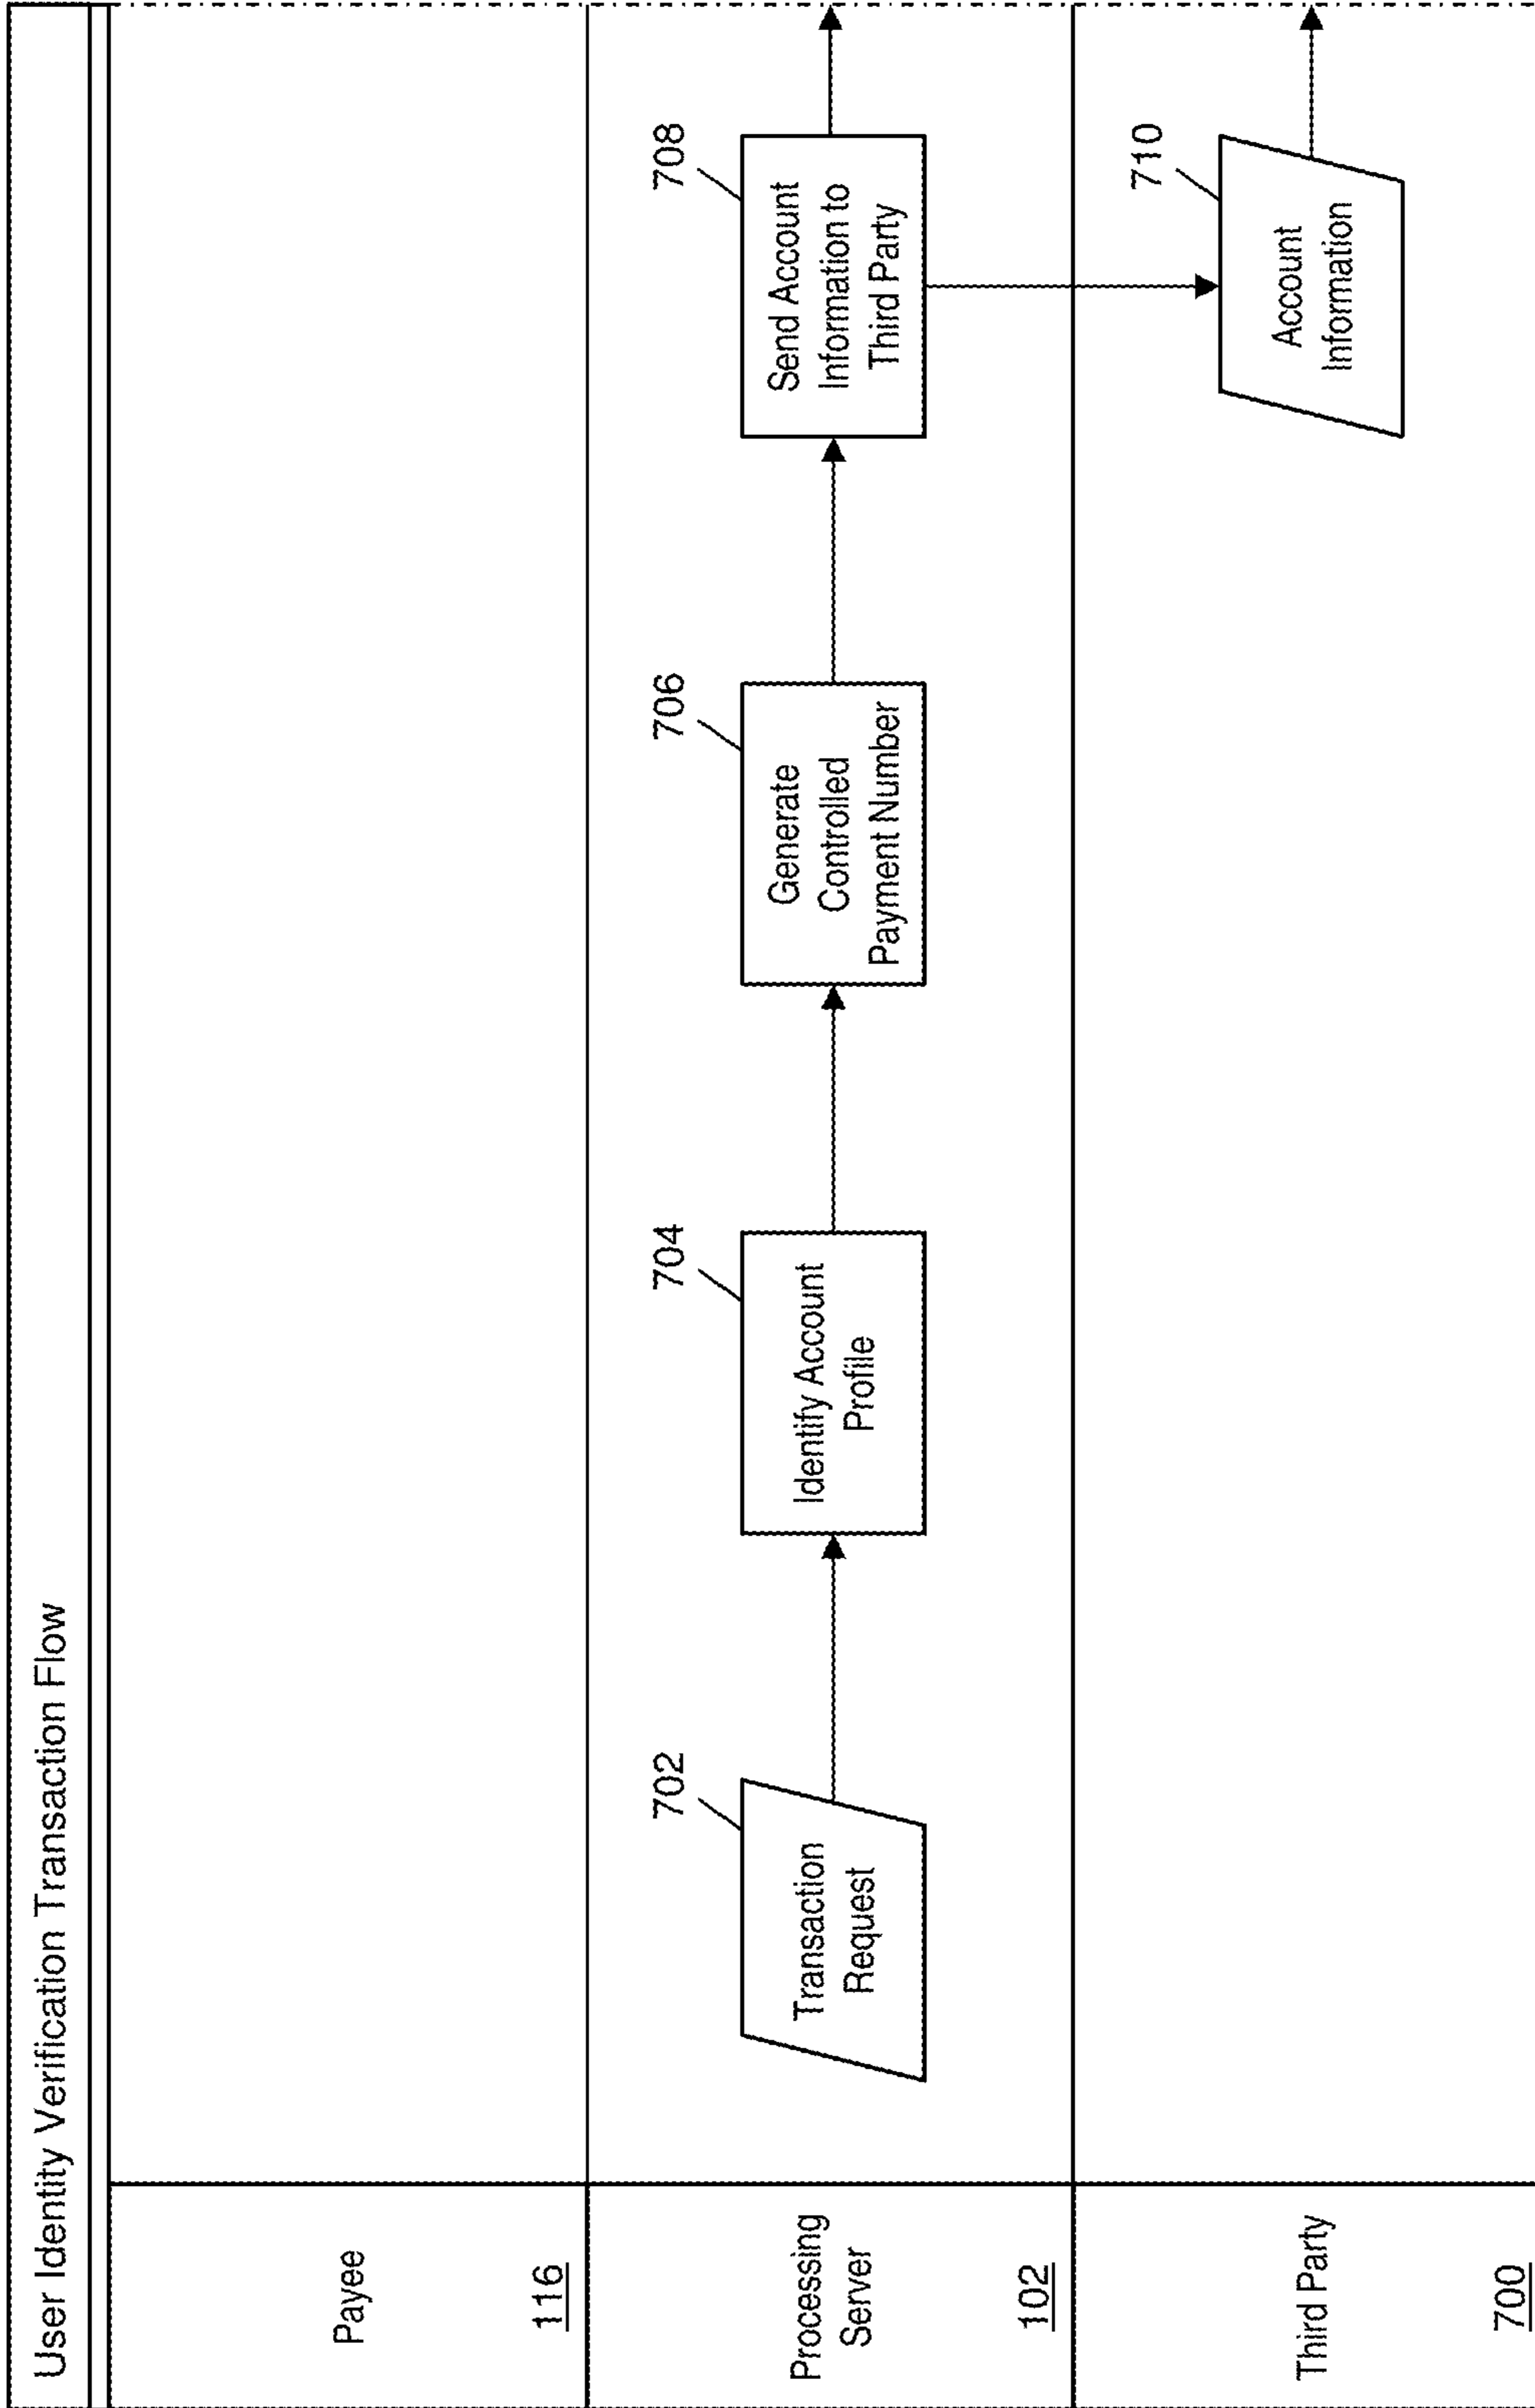 User Identity Verification Transaction Flow
Payee
116
Processing
Server
102
702
Transaction
Request
704
Identify Account
Profile
706
Generate
Controlled
Payment Number
708
Send Account
Information to
Third Party
Third Party
700
710
Account
Information